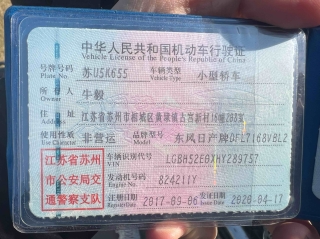 中华人民共和国机动车行驶证
Vehicle License of the People's Republic of China
号牌号码 苏U5K655 车辆类型 小型轿车
Plate No. Vehicle Type
所有人 牛毅
Owner
住址 江苏省苏州市相城区黄埭镇古宫新村16幢203室
Address
使用性质 非营运 品牌型号 东风日产牌DFL7168VBL2
Use Character Model
江苏省苏州
市公安局交
通警察支队
车辆识别代号 LGBH52E0XHY289757
VIN
发动机号码 824211Y
Engine No.
注册日期 2017-09-06 发证日期 2020-04-17
Register Date Issue Date